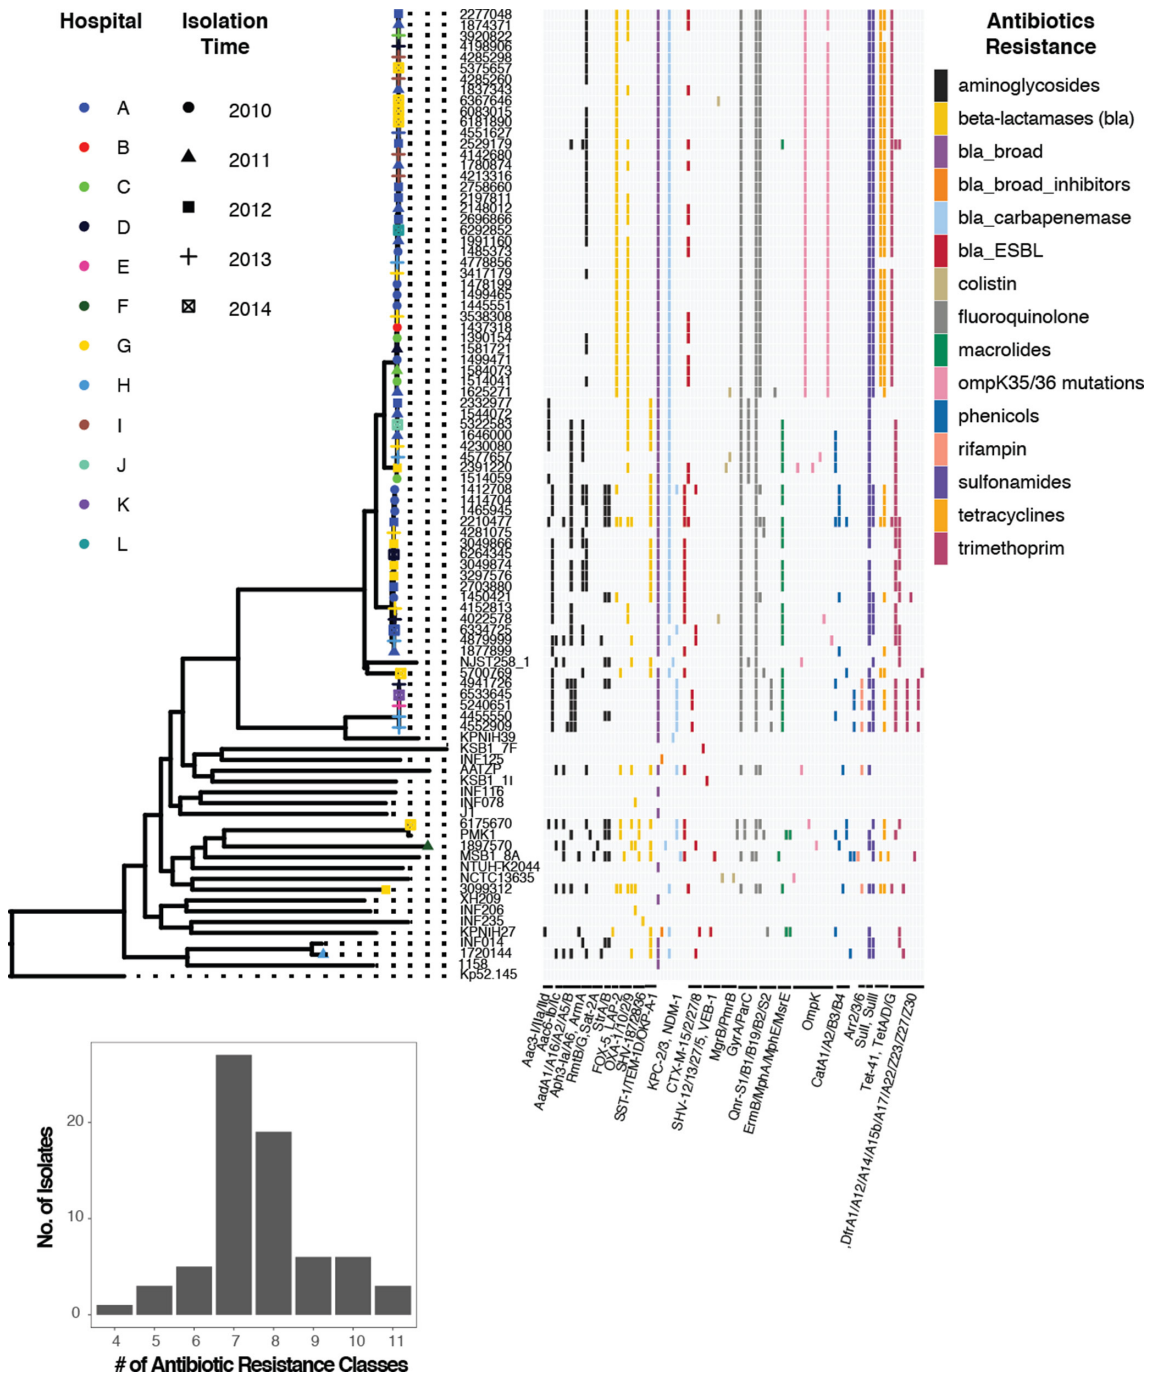 Hospital
A
B
C
D
E
F
G
H
I
J
K
L
Isolation
Time
2010
2011
2012
2013
2014
2277048
1874371
3920822
4198906
4285298
5375657
4285260
1837343
6367646
6083015
6181890
4551627
2529179
4142680
1780874
4213316
2758660
2197811
2148012
2696866
6292852
1991160
1485373
4778856
3417179
1478199
1499465
1445551
3538308
1437318
1390154
1581721
1499471
1584073
1514041
1625271
2332977
1544072
5322583
1646000
4230080
4577657
2391220
1514059
1412708
1414704
1465945
2210477
4281075
3049866
6264345
3049874
3297576
2703880
1450421
4152813
4022578
6334725
4879999
1877899
NJST258_1
5700769
4941726
6533645
5240651
4455550
4552909
KPNIH39
KSB1_7F
INF125
AATZP
KSB1_1I
INF116
INF078
J1
6175670
PMK1
1897570
MSB1_8A
NTUH-K2044
NCTC13635
3099312
XH209
INF206
INF235
KPNIH27
INF014
1720144
1158
Kp52.145
Antibiotics
Resistance
aminoglycosides
beta-lactamases (bla)
bla_broad
bla_broad_inhibitors
bla_carbapenemase
bla_ESBL
colistin
fluoroquinolone
macrolides
ompK35/36 mutations
phenicols
rifampin
sulfonamides
tetracyclines
trimethoprim
Aac3-I/IIa/IId
Aac6-Ib/Ic
AadA1/A16/A2/A5/B
Aph3-Ia/A6, ArmA
RmtB/G,Sat-2A
StrA/B
FOX-5, LAP-2
OXA-1/10/2/9
SHV-187/28/36
SST-1/TEM-1D/OKP-A-1
KPC-2/3, NDM-1
CTX-M-15/2/27/8
SHV-12/13/27/5, VEB-1
MgrB/PmrB
GyrA/ParC
Qnr-S1/B1/B19/B2/S2
ErmB/MphA/MphE/MsrE
OmpK
CatA1/A2/B3/B4
Arr2/3/6
SulI, SulII
Tet-41, TetA/D/G
,DfrA1/A12/A14/A15b/A17/A22/Z23/Z27/Z30
No. of Isolates
20
10
0
4 5 6 7 8 9 10 11
# of Antibiotic Resistance Classes